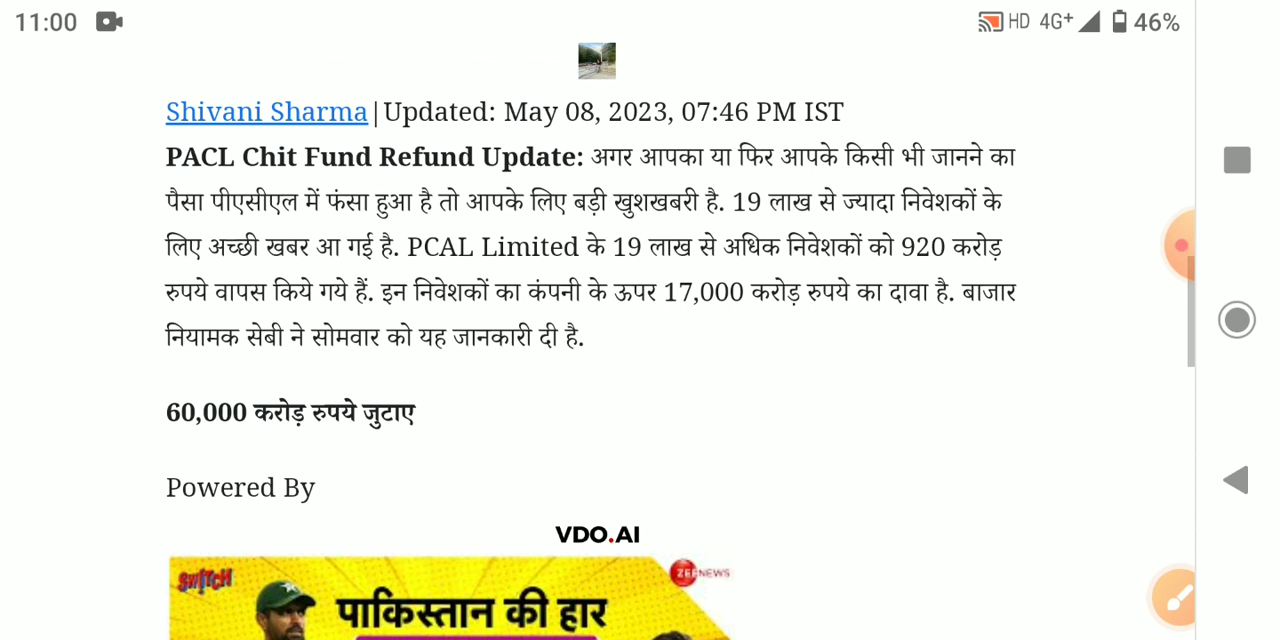 11:00 HD 4G+ 46%
Shivani Sharma|Updated: May 08, 2023, 07:46 PM IST
PACL Chit Fund Refund Update: अगर आपका या फिर आपके किसी भी जानने का
पैसा पीएसीएल में फंसा हुआ है तो आपके लिए बड़ी खुशखबरी है. 19 लाख से ज्यादा निवेशकों के
लिए अच्छी खबर आ गई है. PCAL Limited के 19 लाख से अधिक निवेशकों को 920 करोड़
रुपये वापस किये गये हैं. इन निवेशकों का कंपनी के ऊपर 17,000 करोड़ रुपये का दावा है. बाजार
नियामक सेबी ने सोमवार को यह जानकारी दी है.
60,000 करोड़ रुपये जुटाए
Powered By
VDO.AI
SWITCH
ZEE NEWS
पाकिस्तान की हार